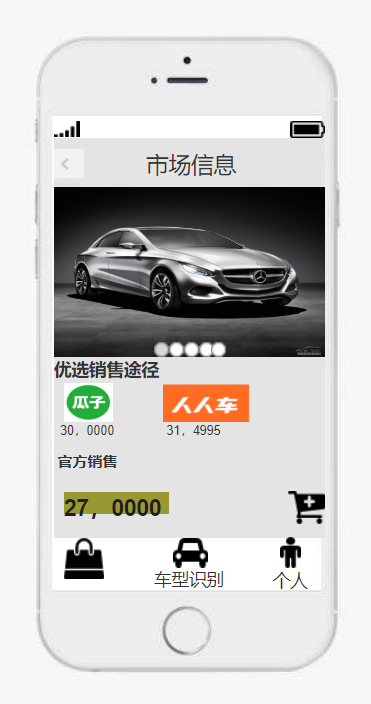 市场信息
优选销售途径
瓜子 人人车
30，0000 31，4995
官方销售
27，0000
车型识别 个人